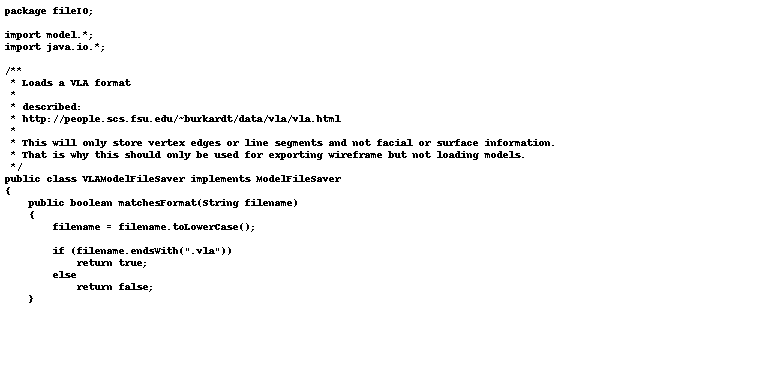 package fileIO;

import model.*;
import java.io.*;

/**
 * Loads a VLA format
 *
 * described:
 * http://people.scs.fsu.edu/~burkardt/data/vla/vla.html
 *
 * This will only store vertex edges or line segments and not facial or surface information.
 * That is why this should only be used for exporting wireframe but not loading models.
 */
public class VLAModelFileSaver implements ModelFileSaver
{
    public boolean matchesFormat(String filename)
    {
        filename = filename.toLowerCase();

        if (filename.endsWith(".vla"))
            return true;
        else
            return false;
    }